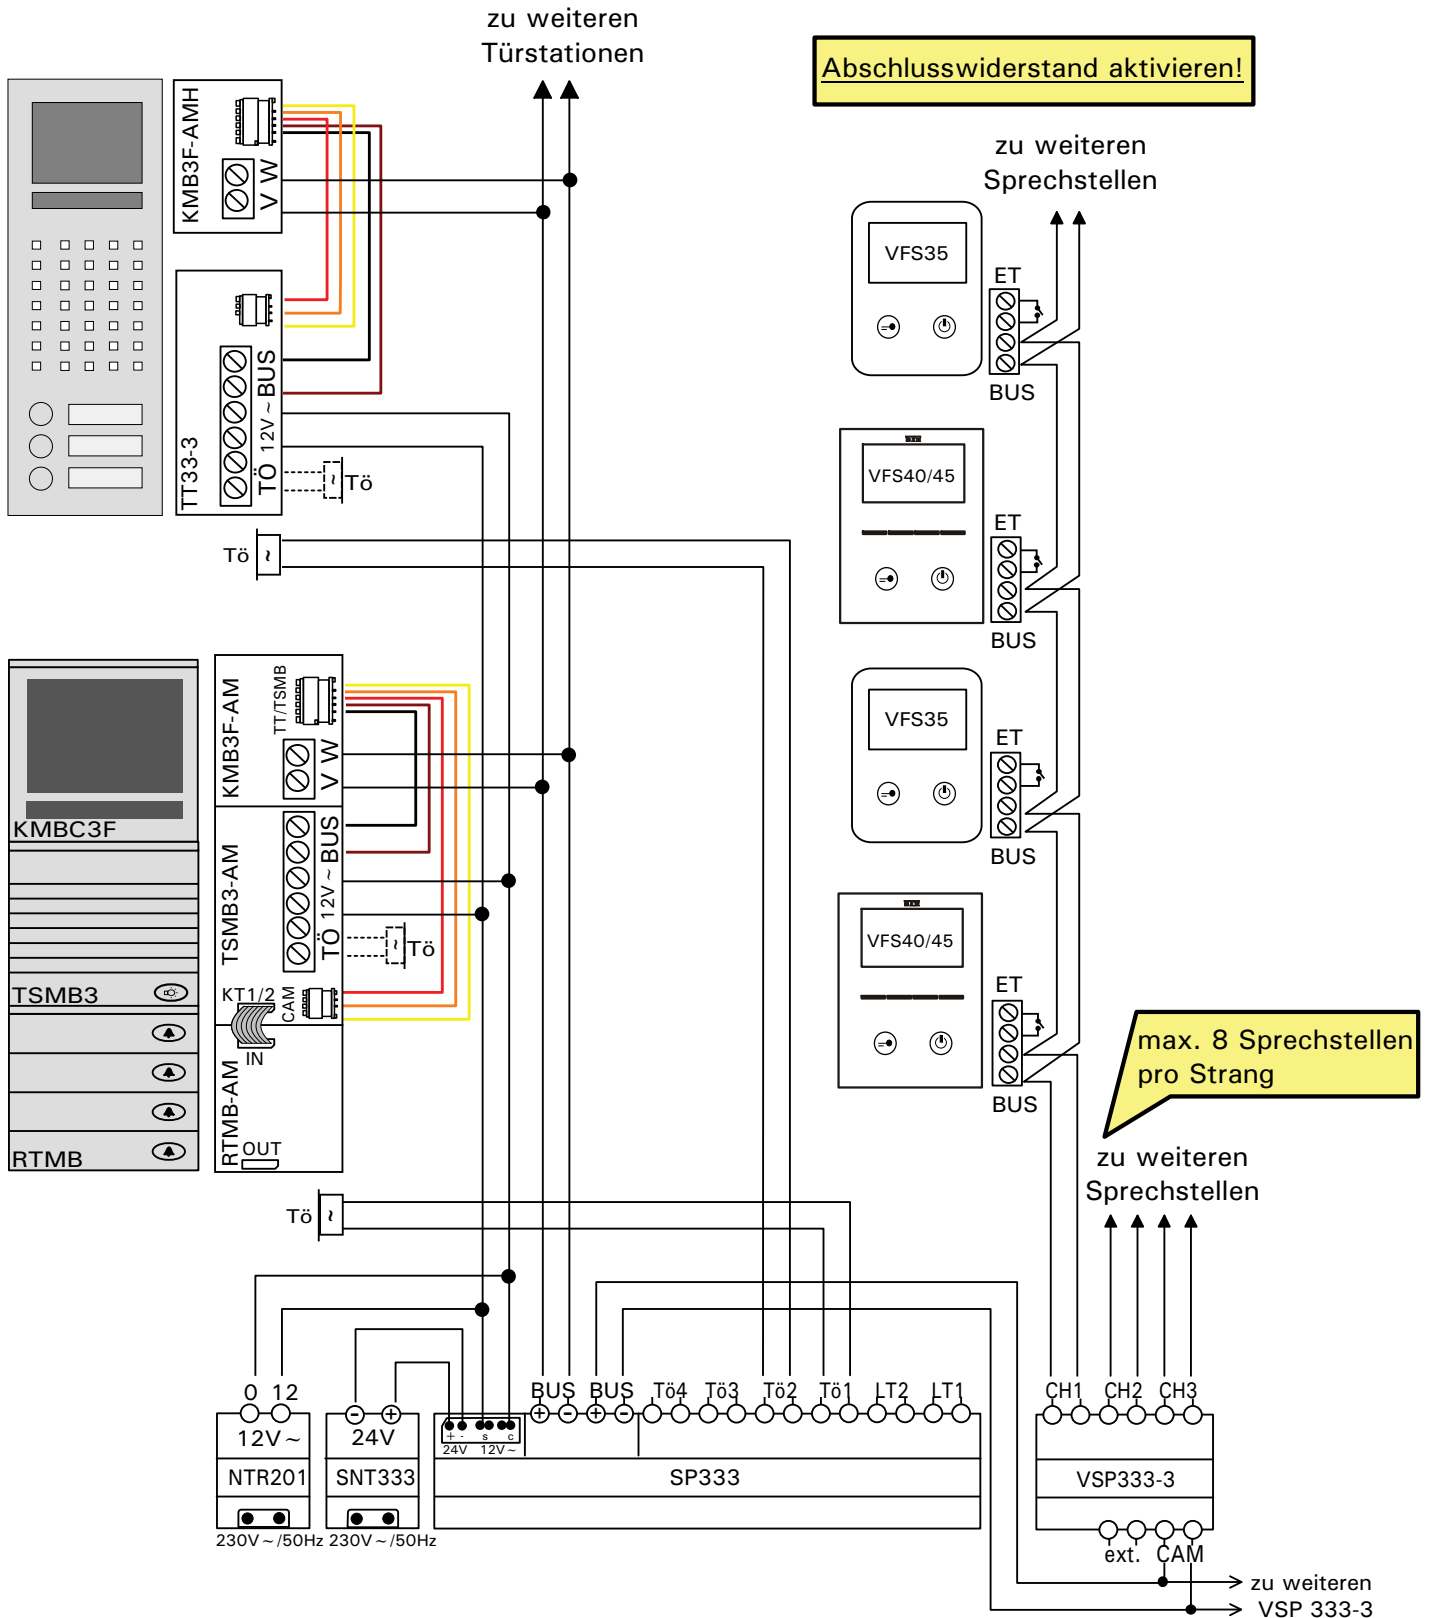 zu weiteren
Türstationen
Abschlusswiderstand aktivieren!
zu weiteren
Sprechstellen
KMB3F-AMH
V W
TT33-3
TÖ 12V~ BUS
Tö
Tö
VFS35
ET
BUS
VFS40/45
ET
BUS
VFS35
ET
BUS
VFS40/45
ET
BUS
KMBC3F
TSMB3
RTMB
KMB3F-AM
TT/TSMB
V W
TSMB3-AM
TÖ 12V~ BUS
Tö
KT1/2
CAM
IN
RTMB-AM
OUT
Tö
max. 8 Sprechstellen
pro Strang
zu weiteren
Sprechstellen
0 12
12V~
NTR201
230V~/50Hz
- +
24V
SNT333
230V~/50Hz
BUS BUS Tö4 Tö3 Tö2 Tö1 LT2 LT1
+ - + -
+ - s c
24V 12V~
SP333
CH1 CH2 CH3
VSP333-3
ext. CAM
zu weiteren
VSP 333-3